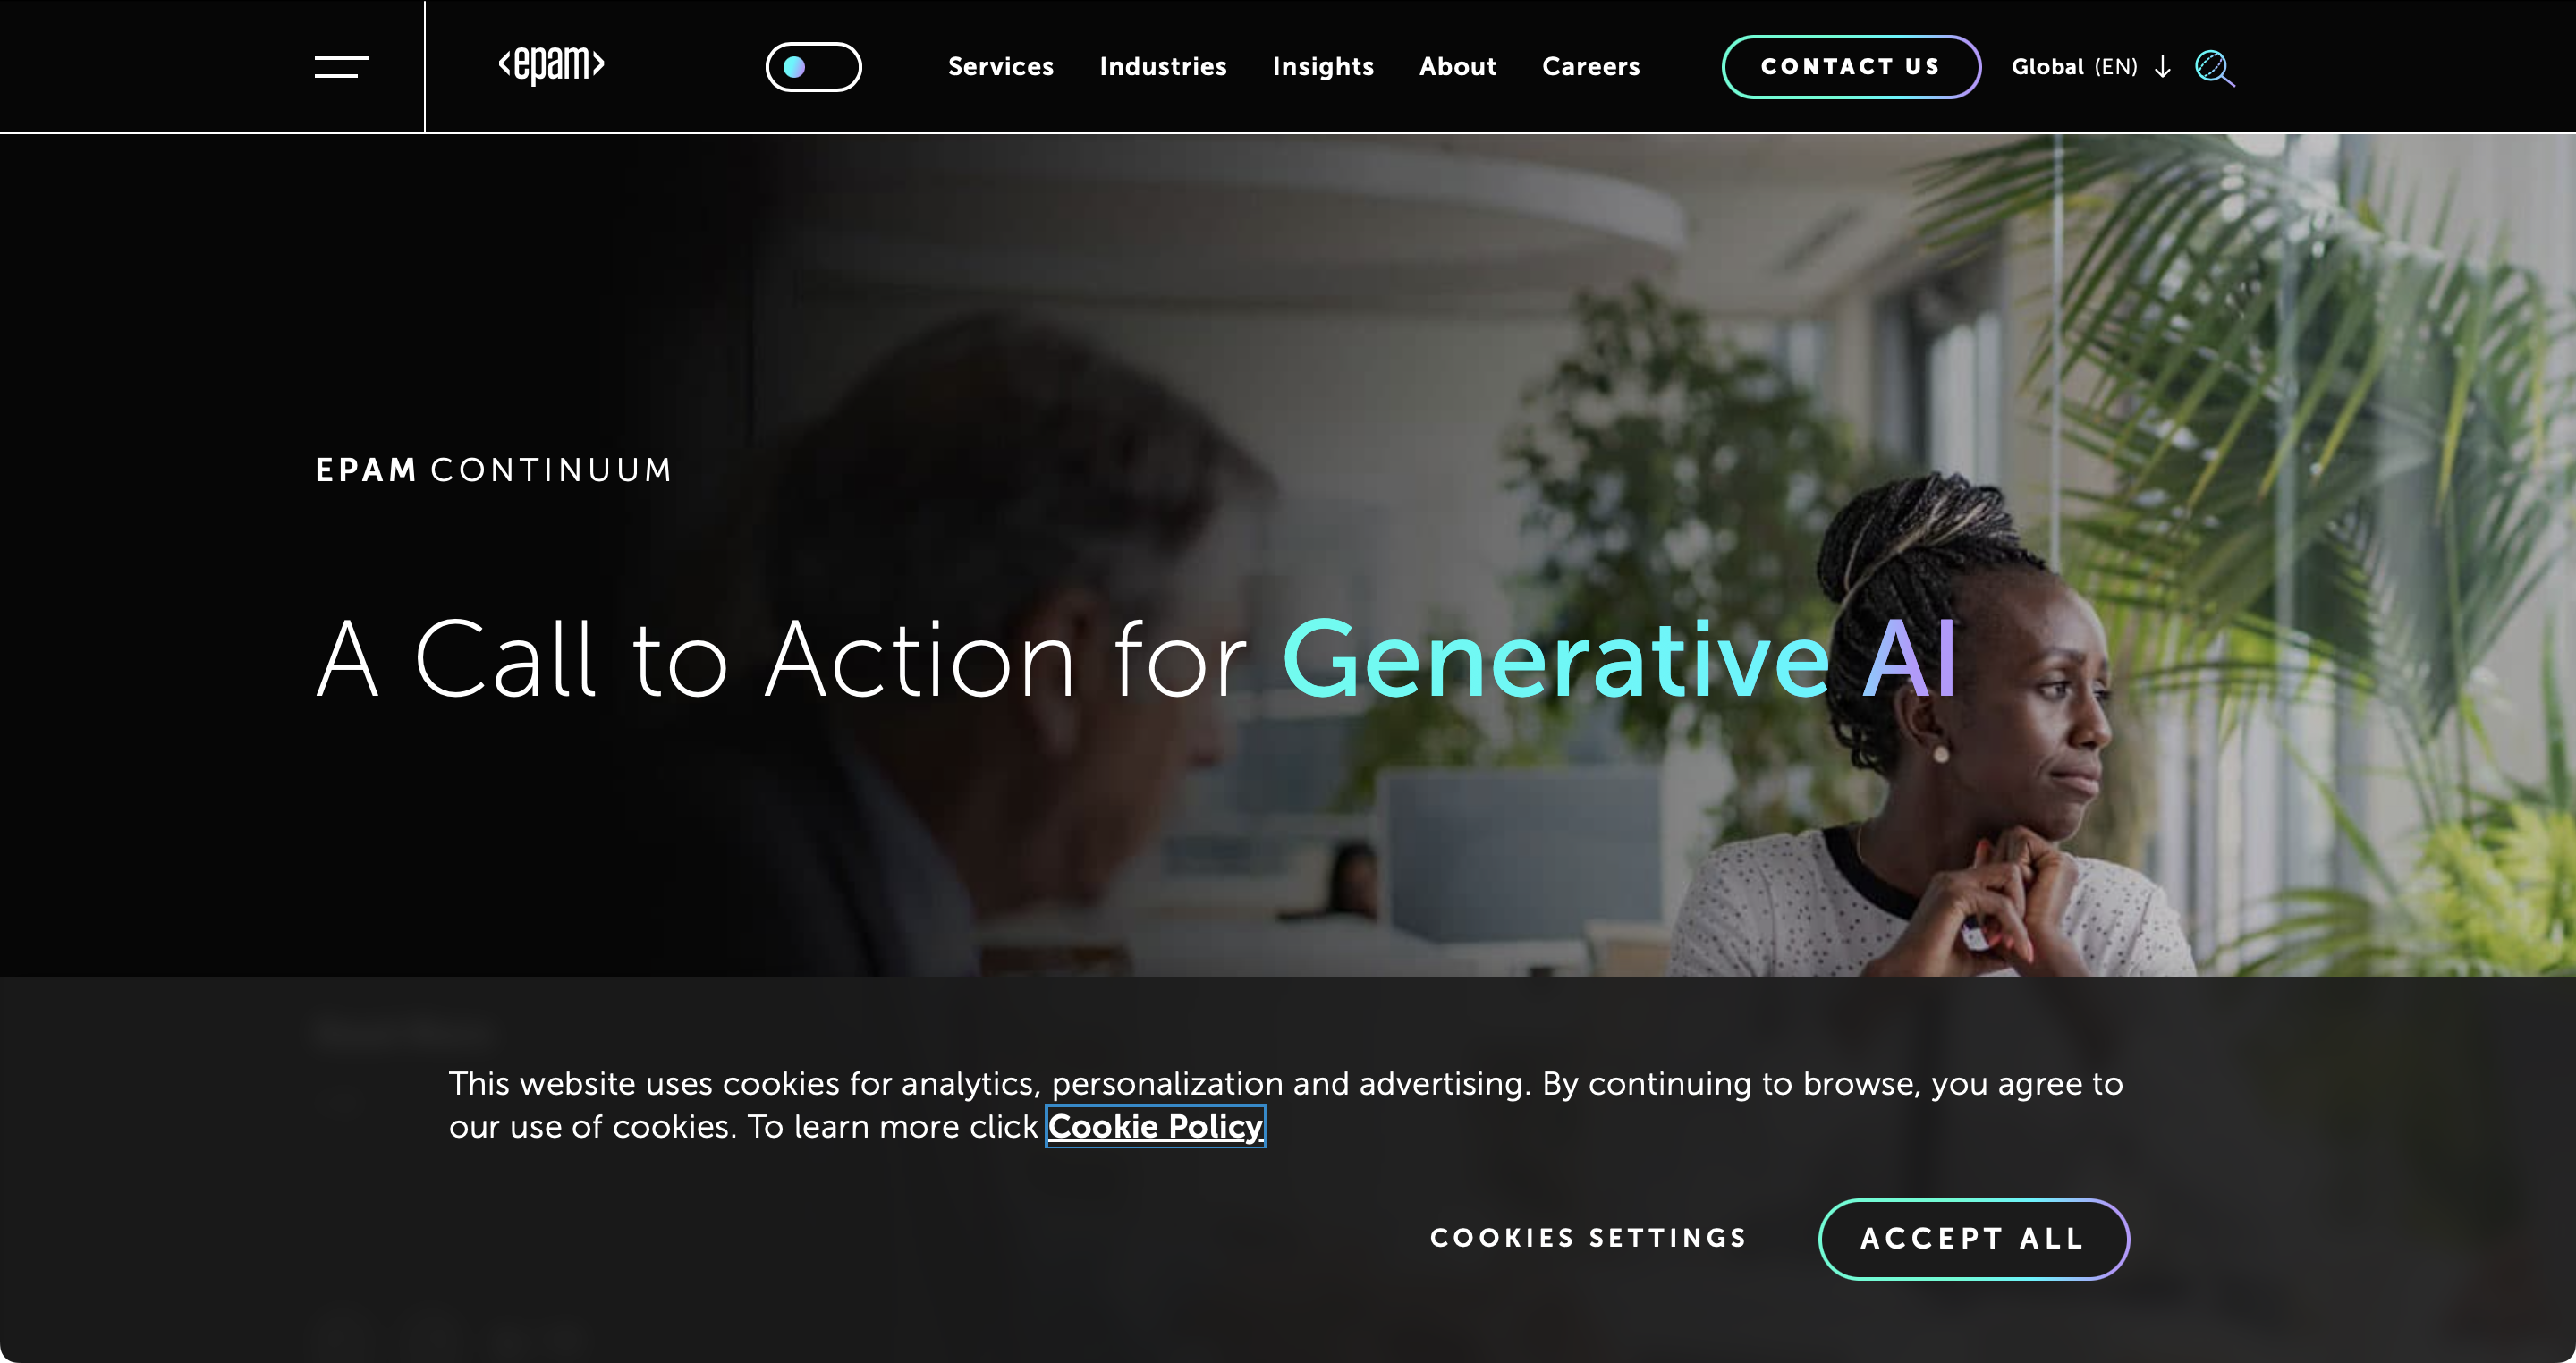 <epam>
Services Industries Insights About Careers
CONTACT US
Global (EN)
EPAM CONTINUUM
A Call to Action for Generative AI
This website uses cookies for analytics, personalization and advertising. By continuing to browse, you agree to
our use of cookies. To learn more click Cookie Policy
COOKIES SETTINGS
ACCEPT ALL